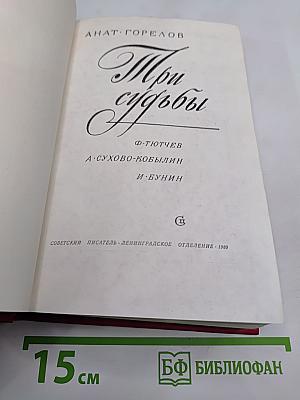 АНАТ·ГОРЕЛОВ
Три
судьбы
Ф·ТЮТЧЕВ
А·СУХОВО-КОБЫЛИН
И·БУНИН
СОВЕТСКИЙ ПИСАТЕЛЬ·ЛЕНИНГРАДСКОЕ ОТДЕЛЕНИЕ·1980
15 см
БФ БИБЛИОФАН